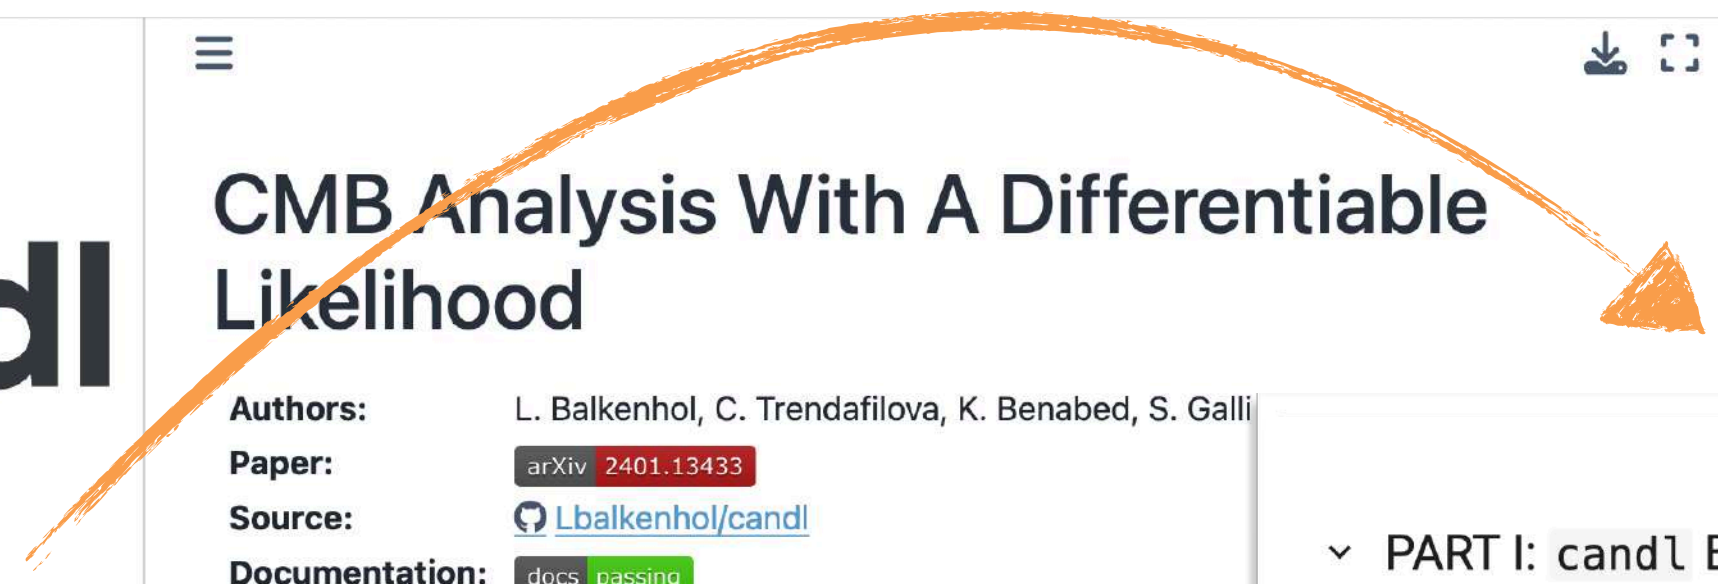 dl
CMB Analysis With A Differentiable
Likelihood
Authors: L. Balkenhol, C. Trendafilova, K. Benabed, S. Galli
Paper: arXiv 2401.13433
Source: Lbalkenhol/candl
Documentation: docs passing
PART I: candl